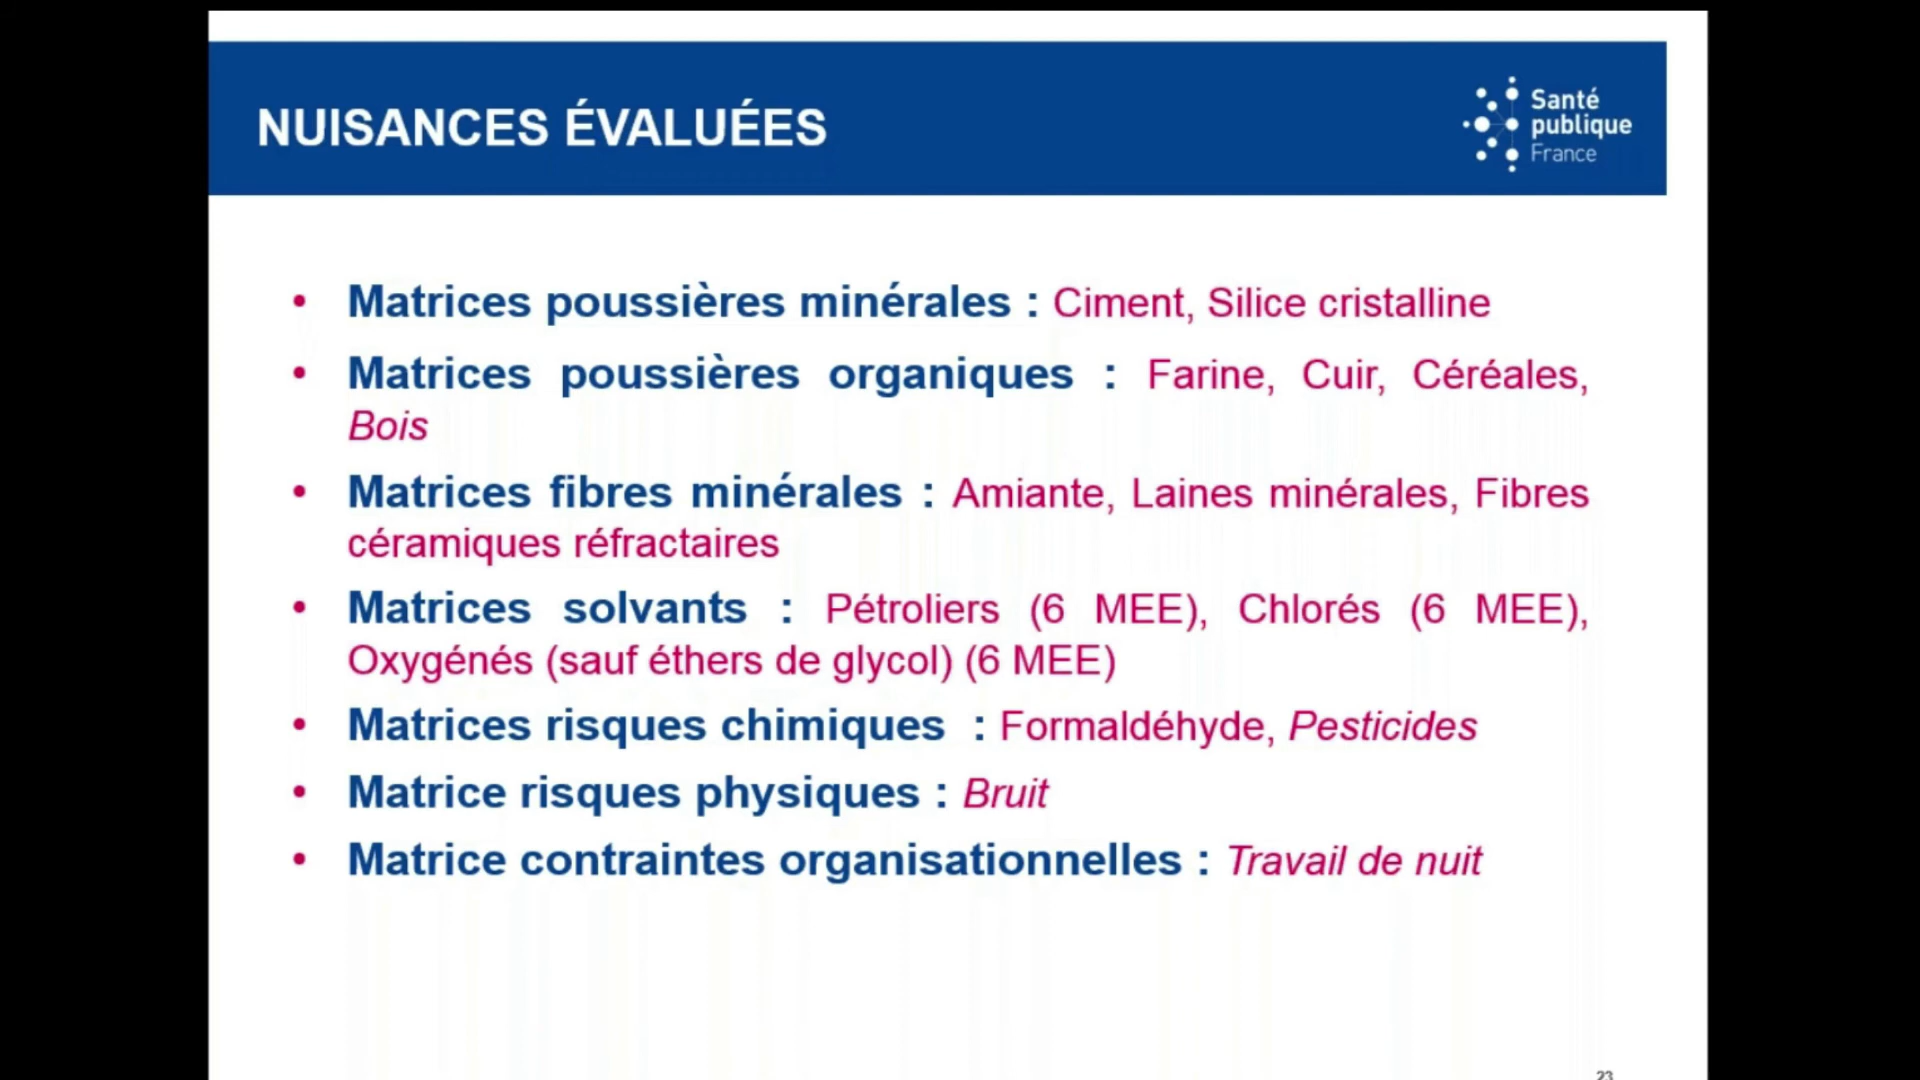 NUISANCES ÉVALUÉES
Santé
publique
France
• Matrices poussières minérales : Ciment, Silice cristalline
• Matrices poussières organiques : Farine, Cuir, Céréales,
Bois
• Matrices fibres minérales : Amiante, Laines minérales, Fibres
céramiques réfractaires
• Matrices solvants : Pétroliers (6 MEE), Chlorés (6 MEE),
Oxygénés (sauf éthers de glycol) (6 MEE)
• Matrices risques chimiques : Formaldéhyde, Pesticides
• Matrice risques physiques : Bruit
• Matrice contraintes organisationnelles : Travail de nuit
23